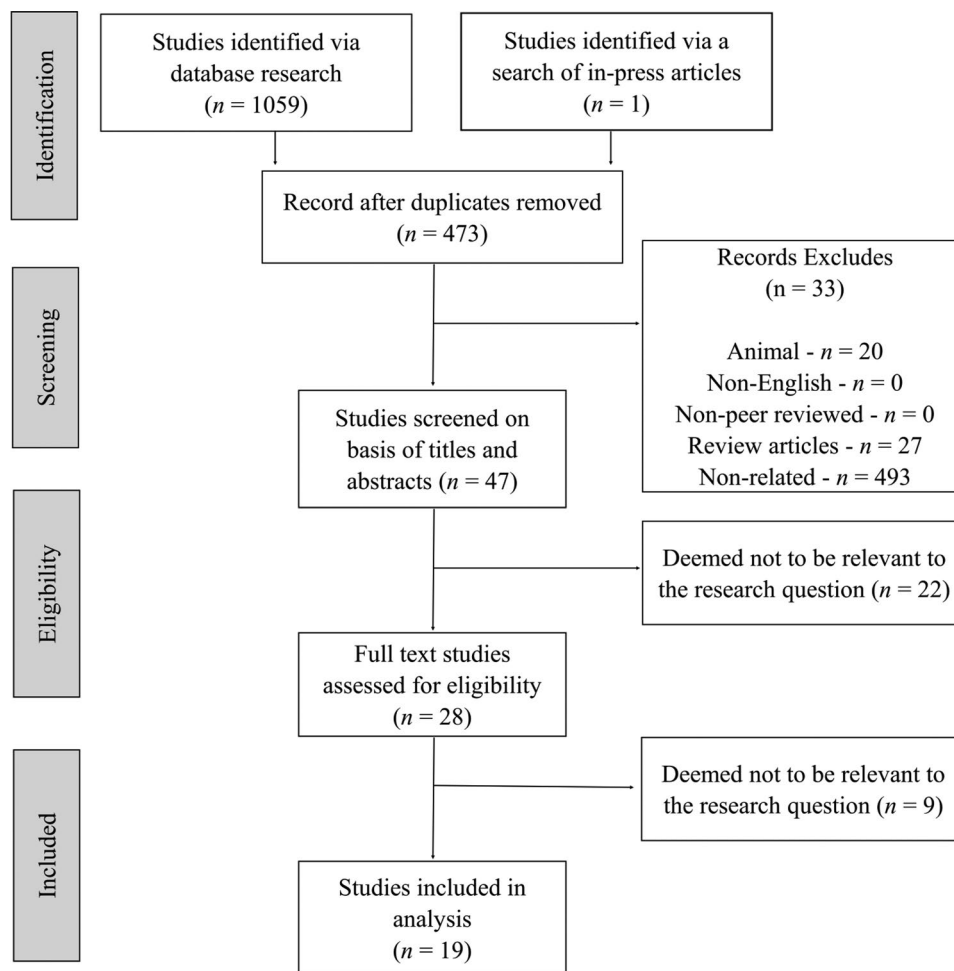 Identification
Studies identified via
database research
(n = 1059)
Studies identified via a
search of in-press articles
(n = 1)
Record after duplicates removed
(n = 473)
Screening
Records Excludes
(n = 33)
Animal - n = 20
Non-English - n = 0
Non-peer reviewed - n = 0
Review articles - n = 27
Non-related - n = 493
Studies screened on
basis of titles and
abstracts (n = 47)
Eligibility
Deemed not to be relevant to
the research question (n = 22)
Full text studies
assessed for eligibility
(n = 28)
Included
Deemed not to be relevant to
the research question (n = 9)
Studies included in
analysis
(n = 19)